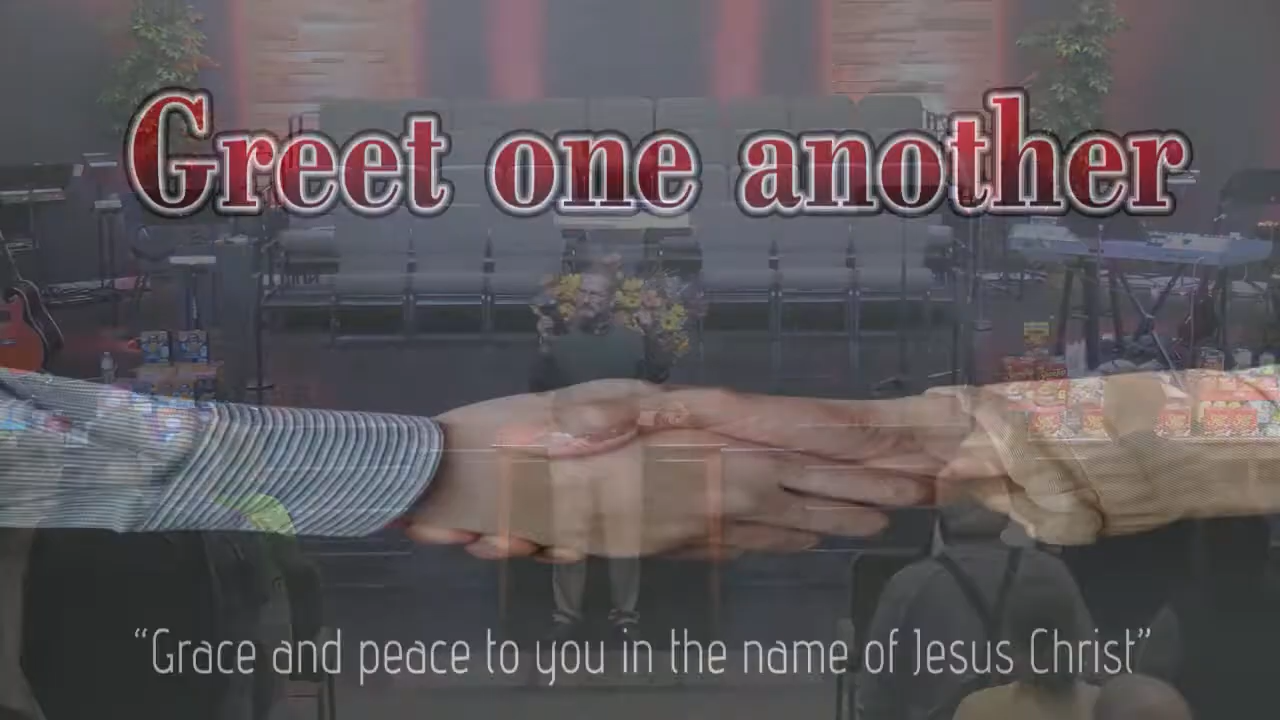 Greet one another
“Grace and peace to you in the name of Jesus Christ”